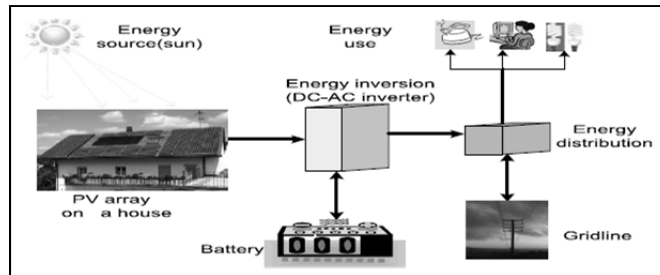 Energy
source(sun)
Energy
use
Energy inversion
(DC-AC inverter)
Energy
distribution
PV array
on a house
Battery
Gridline